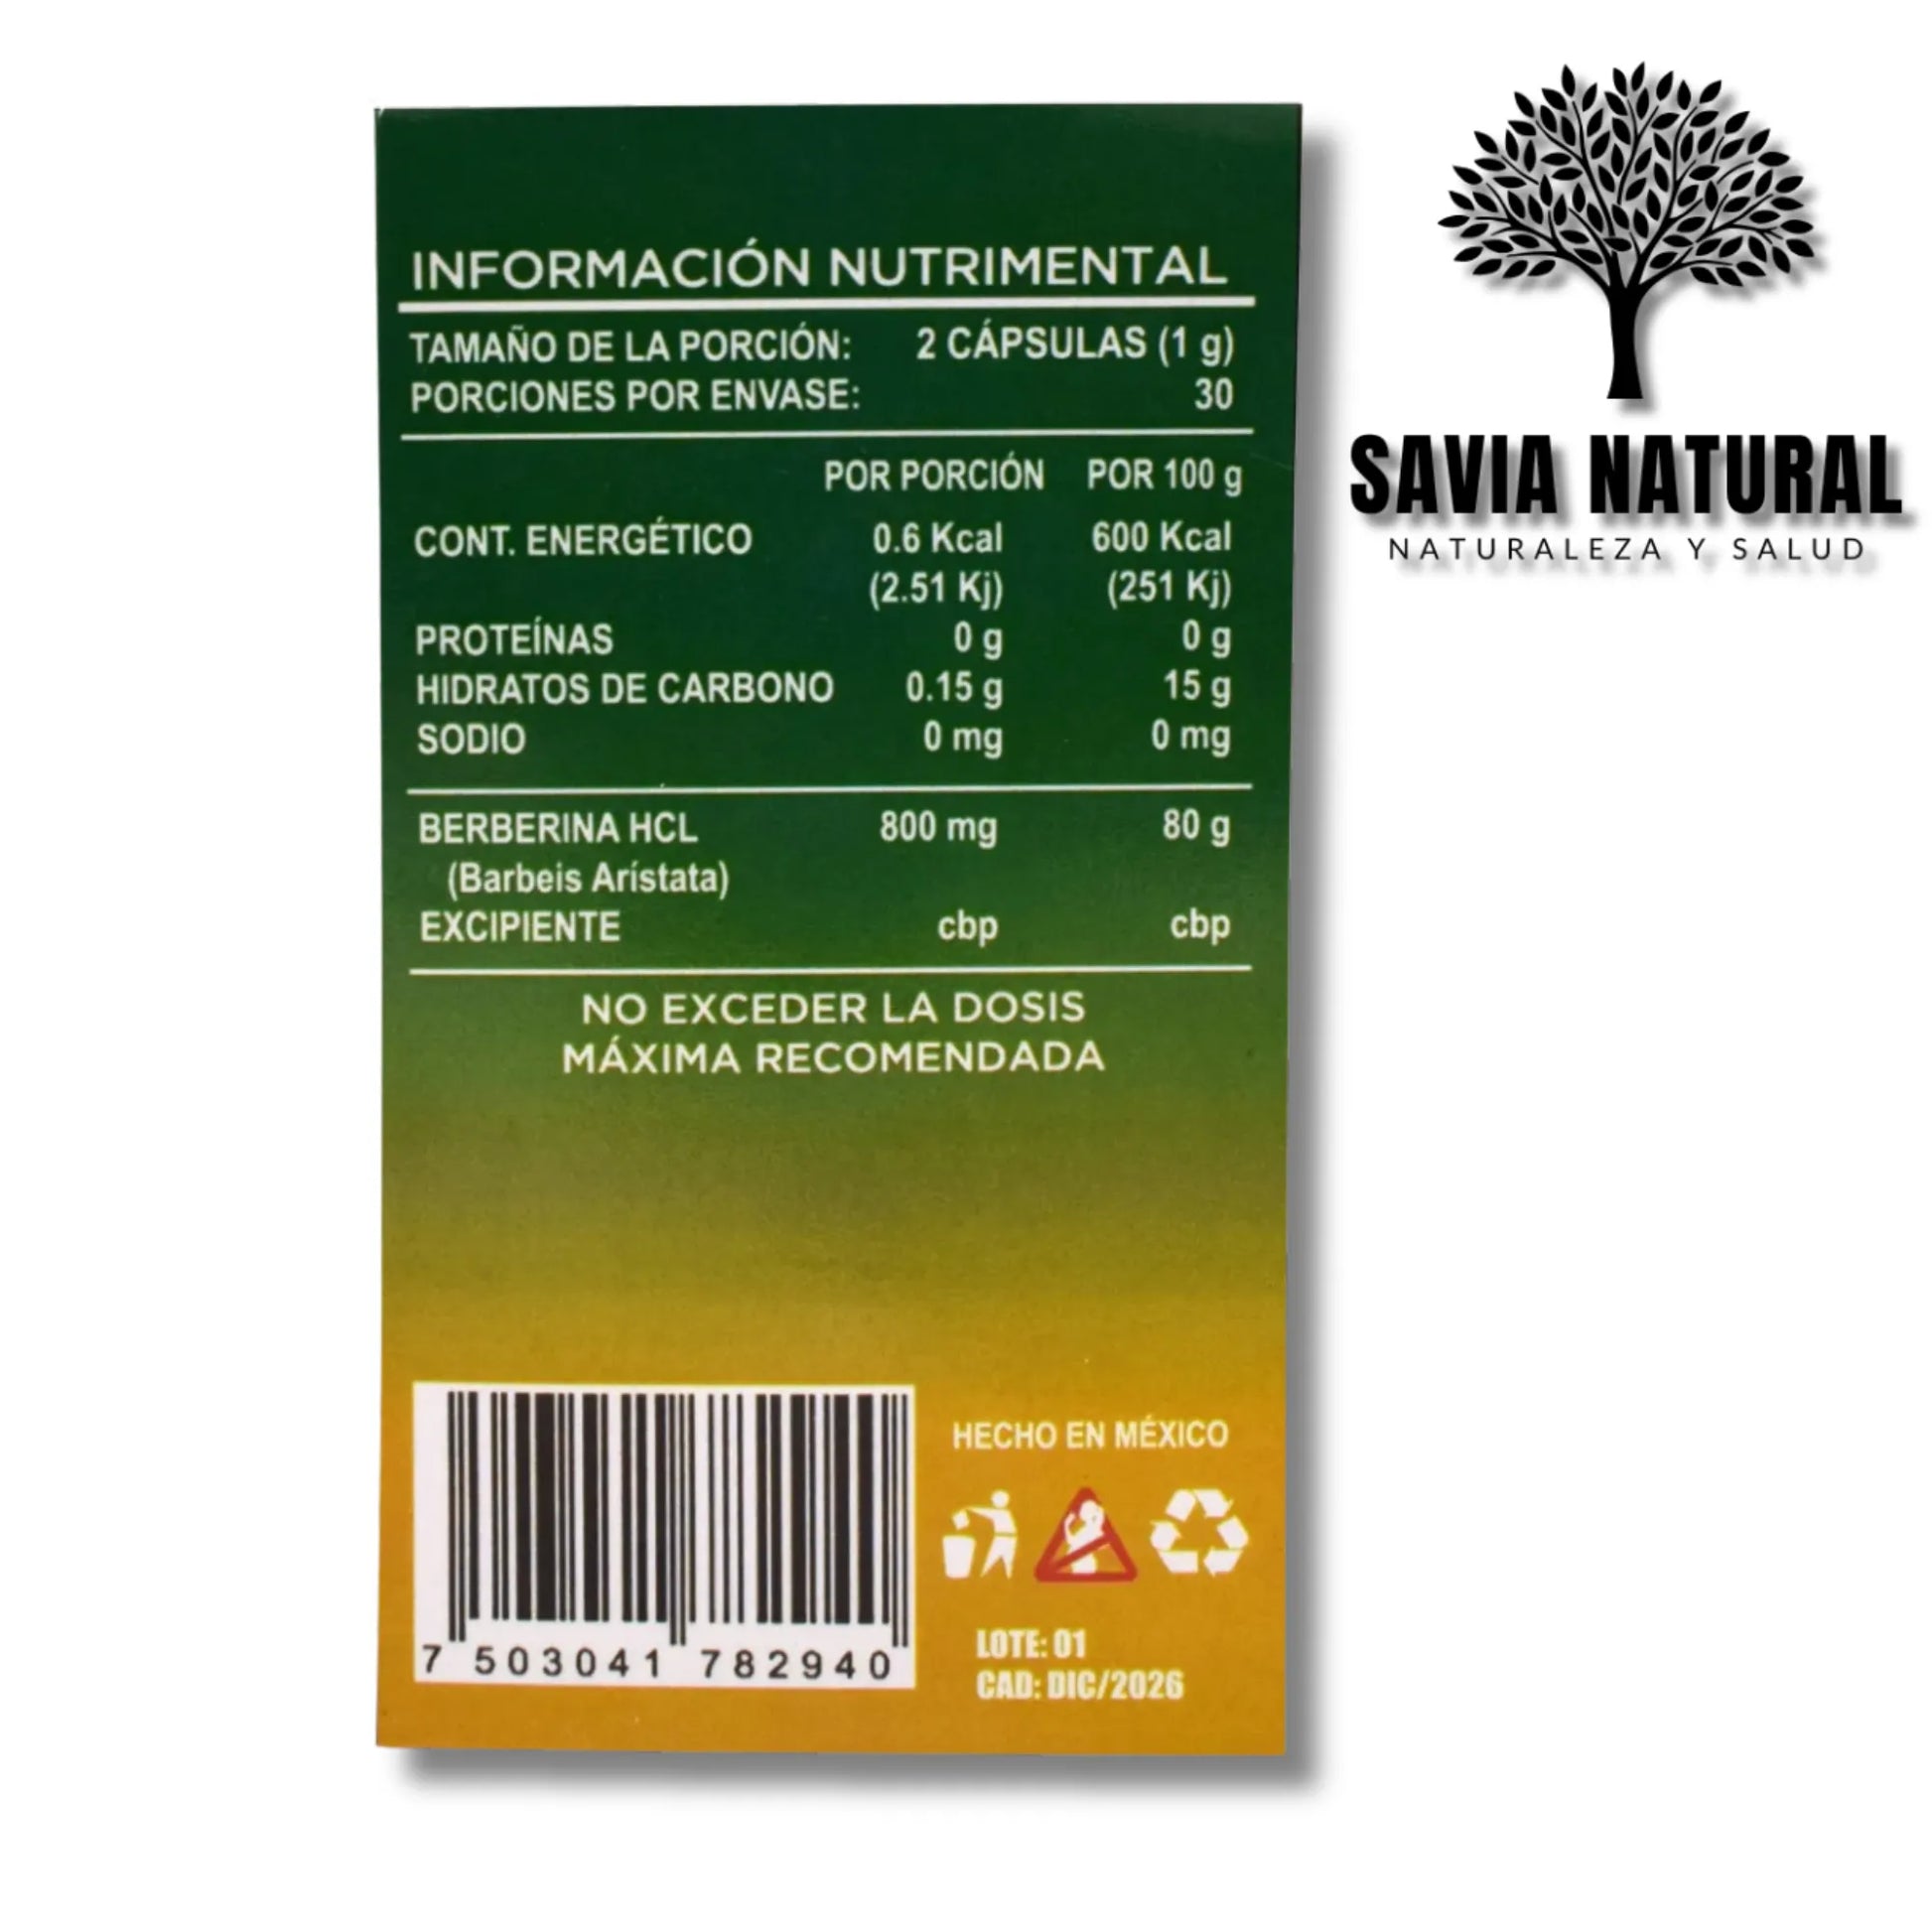 INFORMACIÓN NUTRIMENTAL
TAMAÑO DE LA PORCIÓN: 2 CÁPSULAS (1 g)
PORCIONES POR ENVASE: 30
POR PORCIÓN POR 100 g
CONT. ENERGÉTICO 0.6 Kcal 600 Kcal
(2.51 Kj) (251 Kj)
PROTEÍNAS 0 g 0 g
HIDRATOS DE CARBONO 0.15 g 15 g
SODIO 0 mg 0 mg
BERBERINA HCL 800 mg 80 g
(Barbeis Arístata)
EXCIPIENTE cbp cbp
NO EXCEDER LA DOSIS
MÁXIMA RECOMENDADA
HECHO EN MÉXICO
7 503041 782940
LOTE: 01
CAD: DIC/2026
SAVIA NATURAL
NATURALEZA Y SALUD